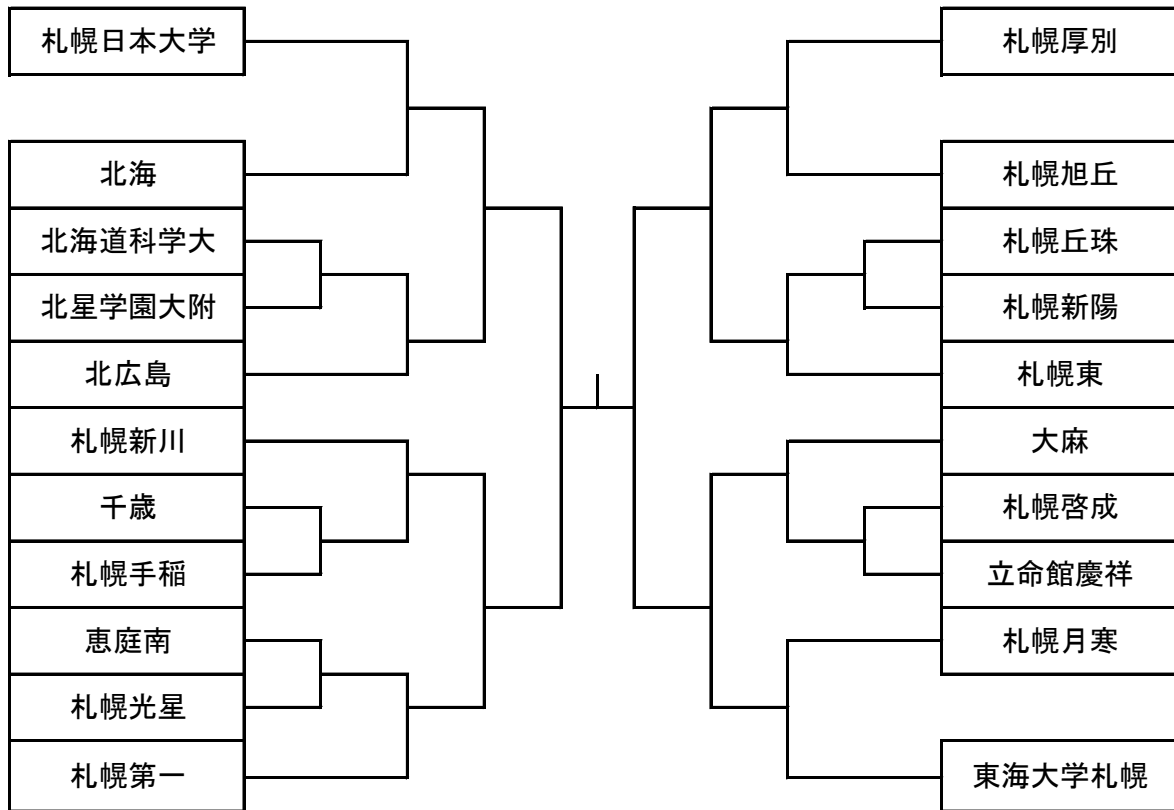 札幌日本大学
北海
北海道科学大
北星学園大附
北広島
札幌新川
千歳
札幌手稲
恵庭南
札幌光星
札幌第一
札幌厚別
札幌旭丘
札幌丘珠
札幌新陽
札幌東
大麻
札幌啓成
立命館慶祥
札幌月寒
東海大学札幌